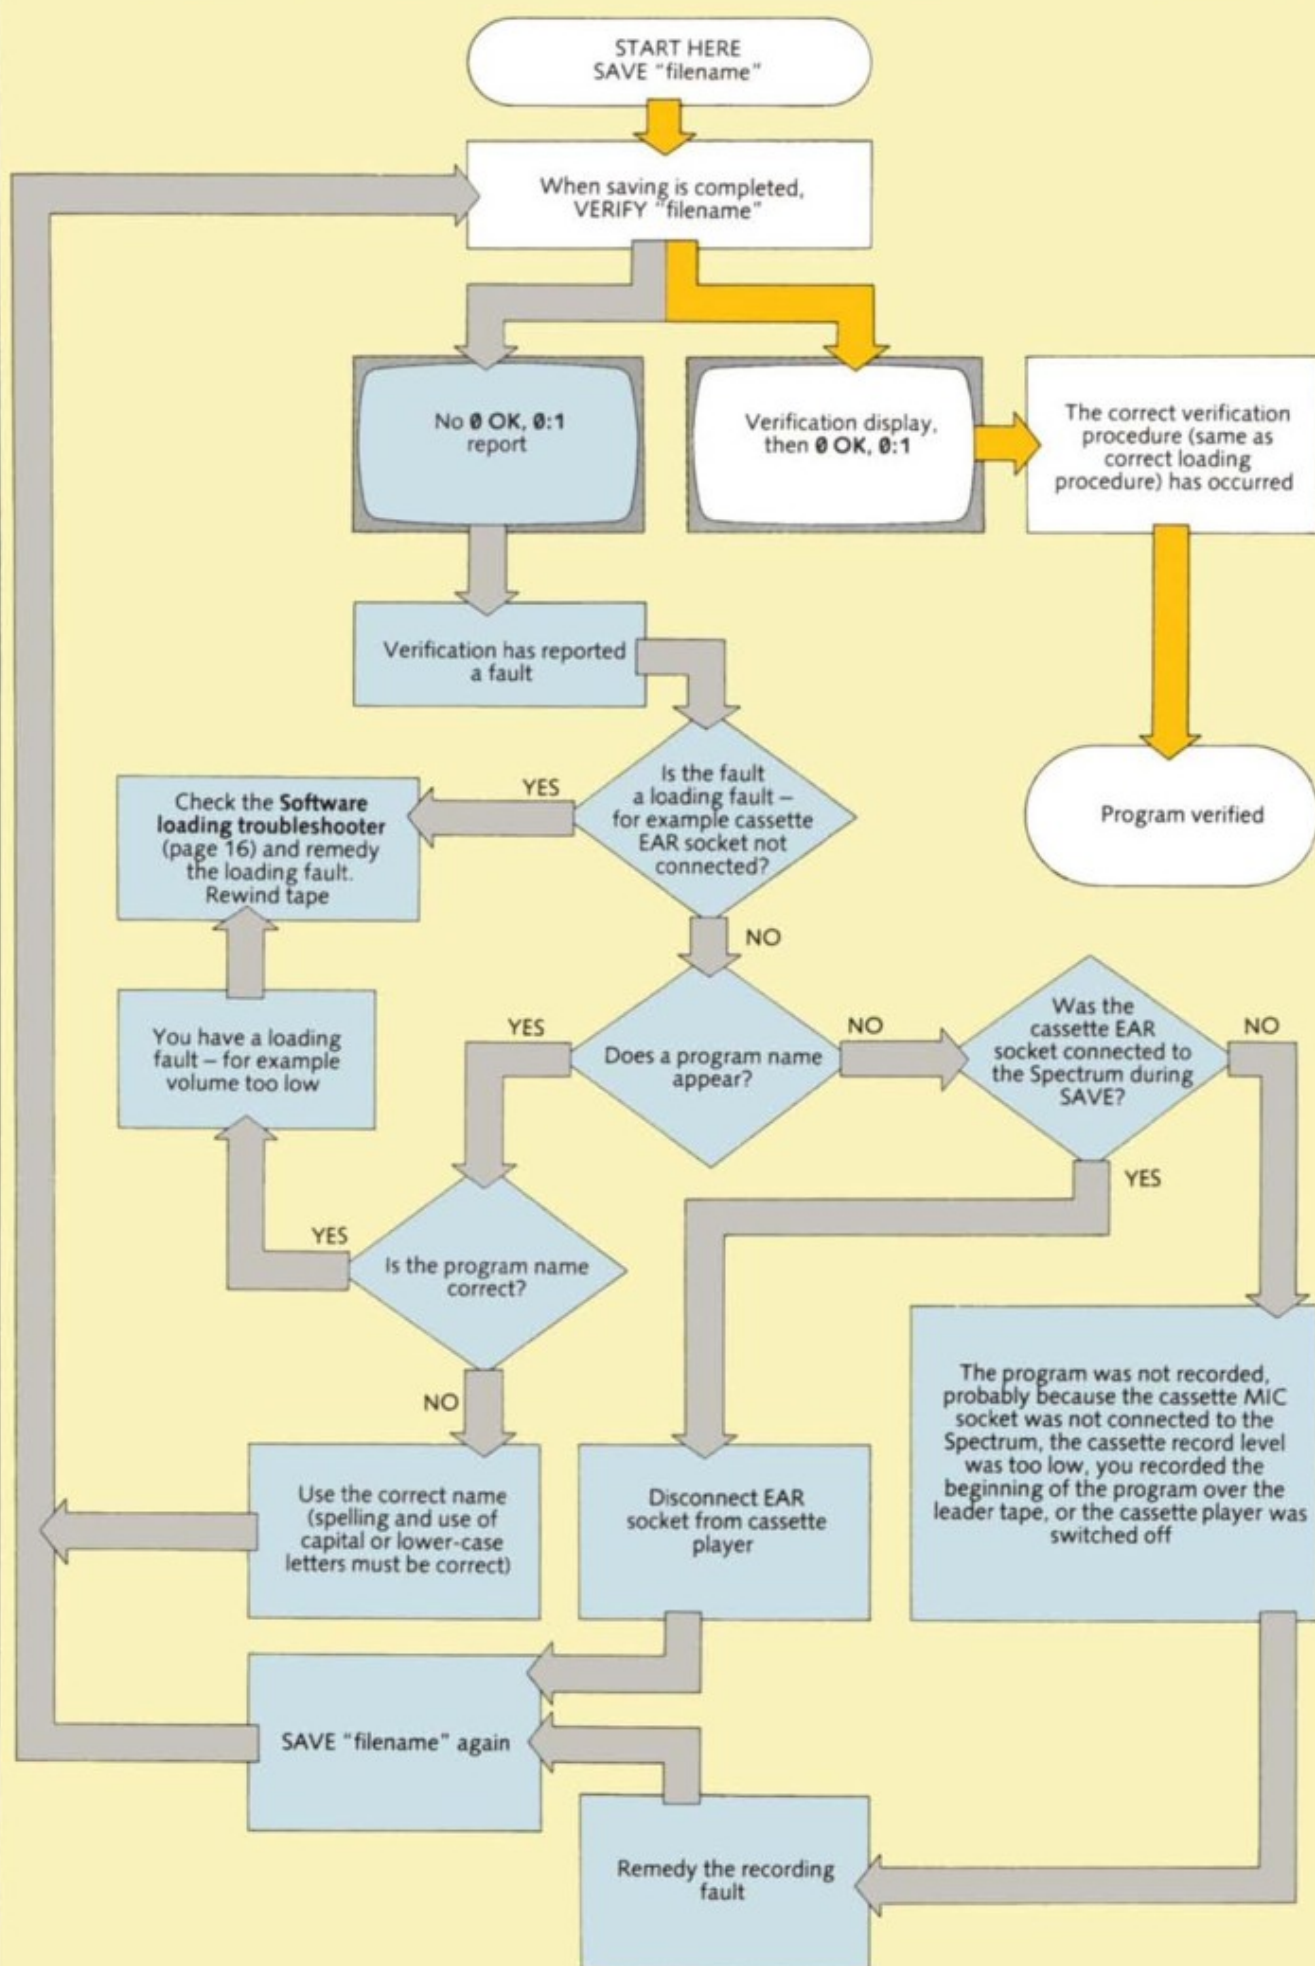 START HERE
SAVE "filename"
When saving is completed,
VERIFY "filename"
No 0 OK, 0:1
report
Verification display,
then 0 OK, 0:1
The correct verification
procedure (same as
correct loading
procedure) has occurred
Verification has reported
a fault
Program verified
Is the fault
a loading fault –
for example cassette
EAR socket not
connected?
YES
Check the Software
loading troubleshooter
(page 16) and remedy
the loading fault.
Rewind tape
NO
Does a program name
appear?
YES
NO
Was the
cassette EAR
socket connected to
the Spectrum during
SAVE?
NO
YES
You have a loading
fault – for example
volume too low
Is the program name
correct?
YES
NO
Use the correct name
(spelling and use of
capital or lower-case
letters must be correct)
Disconnect EAR
socket from cassette
player
The program was not recorded,
probably because the cassette MIC
socket was not connected to the
Spectrum, the cassette record level
was too low, you recorded the
beginning of the program over the
leader tape, or the cassette player was
switched off
SAVE "filename" again
Remedy the recording
fault